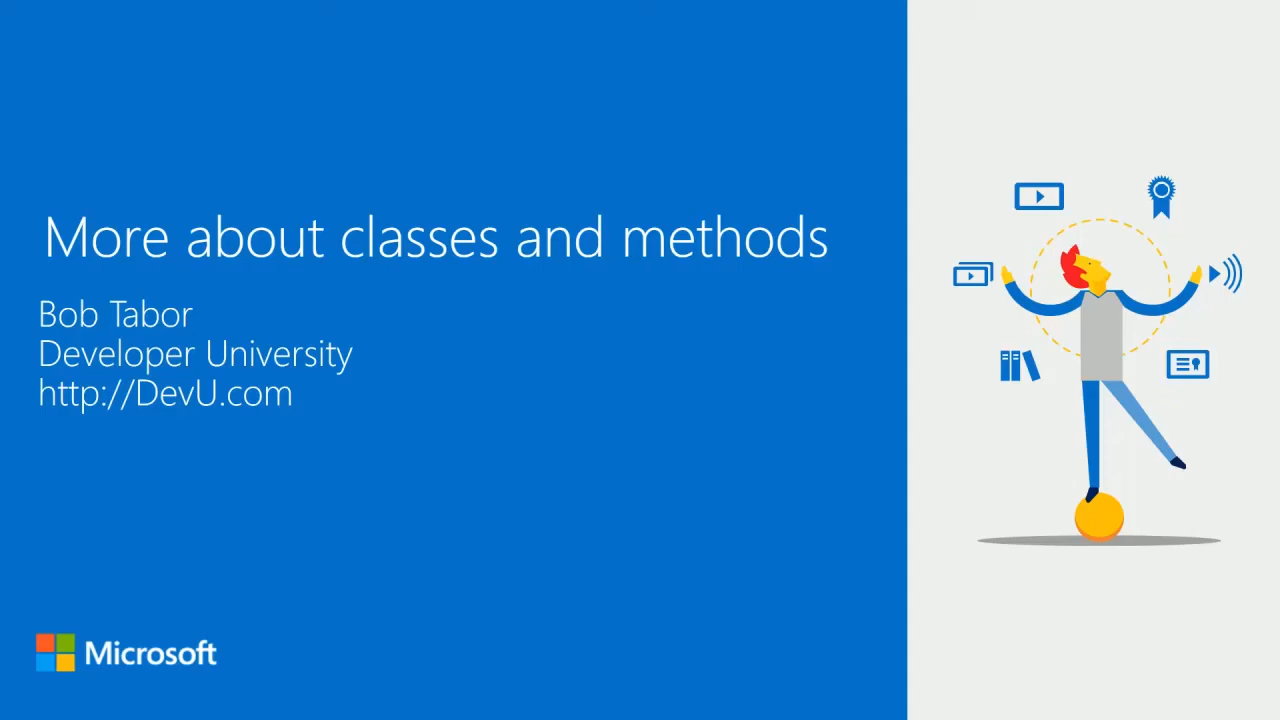 More about classes and methods
Bob Tabor
Developer University
http://DevU.com
Microsoft